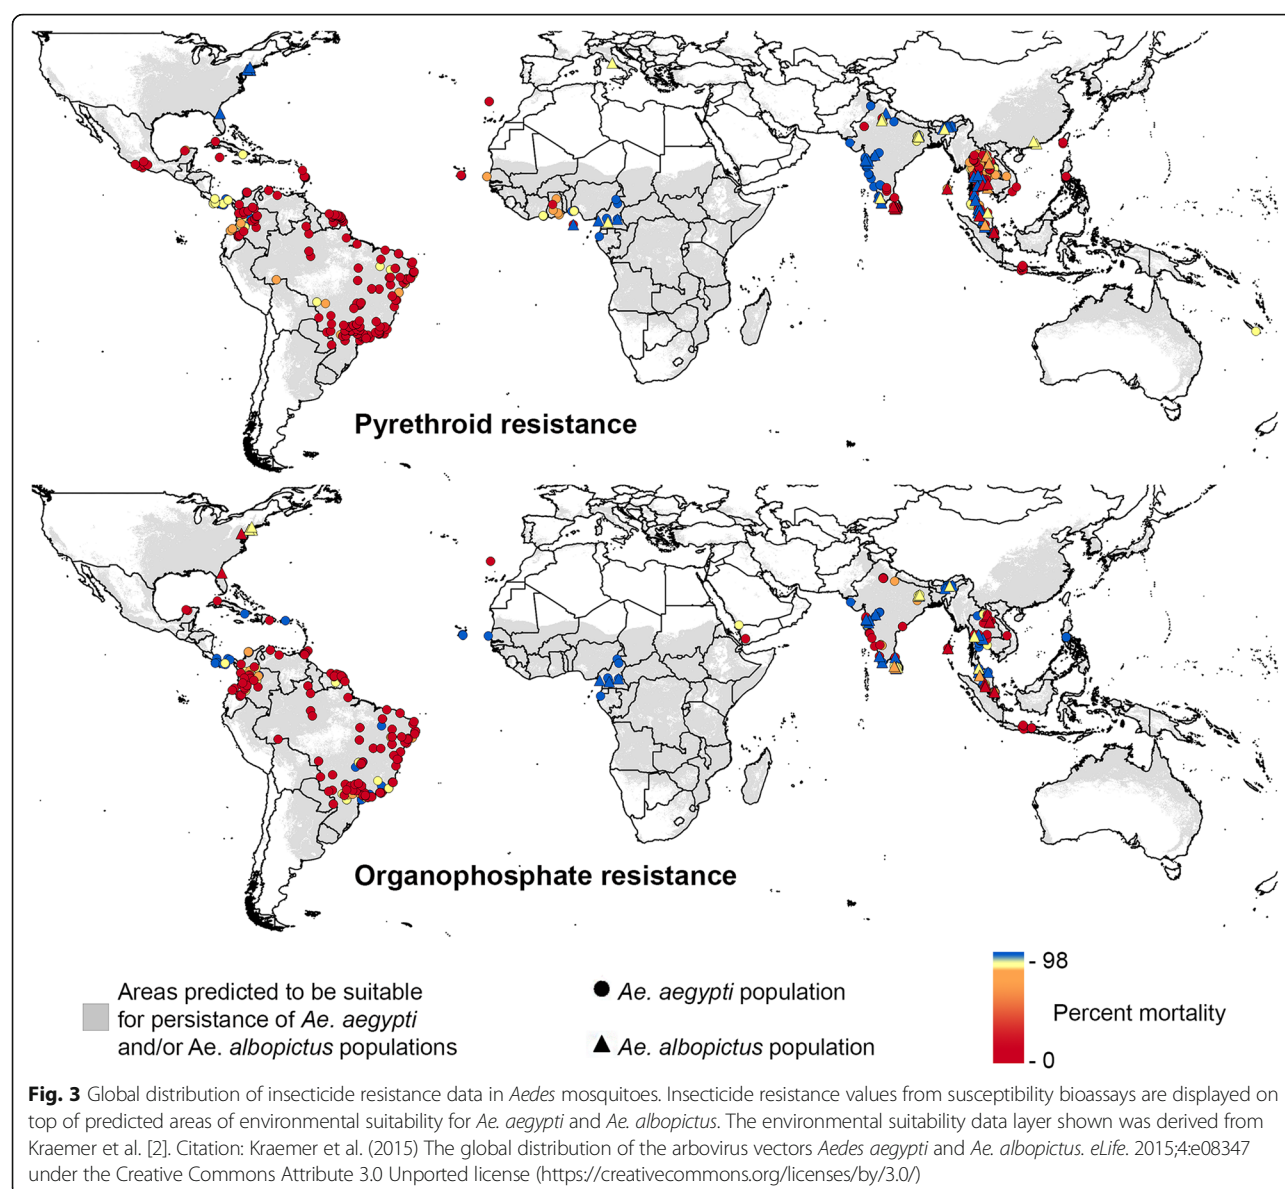 Pyrethroid resistance
Organophosphate resistance
Areas predicted to be suitable
for persistance of Ae. aegypti
and/or Ae. albopictus populations
Ae. aegypti population
Ae. albopictus population
- 98
Percent mortality
- 0
Fig. 3 Global distribution of insecticide resistance data in Aedes mosquitoes. Insecticide resistance values from susceptibility bioassays are displayed on
top of predicted areas of environmental suitability for Ae. aegypti and Ae. albopictus. The environmental suitability data layer shown was derived from
Kraemer et al. [2]. Citation: Kraemer et al. (2015) The global distribution of the arbovirus vectors Aedes aegypti and Ae. albopictus. eLife. 2015;4:e08347
under the Creative Commons Attribute 3.0 Unported license (https://creativecommons.org/licenses/by/3.0/)